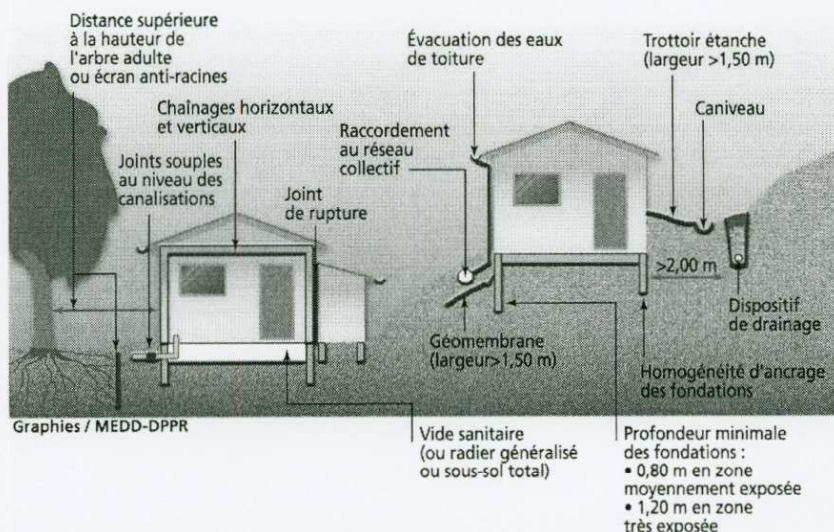 Distance supérieure
à la hauteur de
l'arbre adulte
ou écran anti-racines
Chaînages horizontaux
et verticaux
Joints souples
au niveau des
canalisations
Joint
de rupture
Évacuation des eaux
de toiture
Raccordement
au réseau
collectif
Trottoir étanche
(largeur >1,50 m)
Caniveau
>2,00 m
Dispositif
de drainage
Géomembrane
(largeur>1,50 m)
Homogénéité d'ancrage
des fondations
Graphies / MEDD-DPPR
Vide sanitaire
(ou radier généralisé
ou sous-sol total)
Profondeur minimale
des fondations :
• 0,80 m en zone
moyennement exposée
• 1,20 m en zone
très exposée